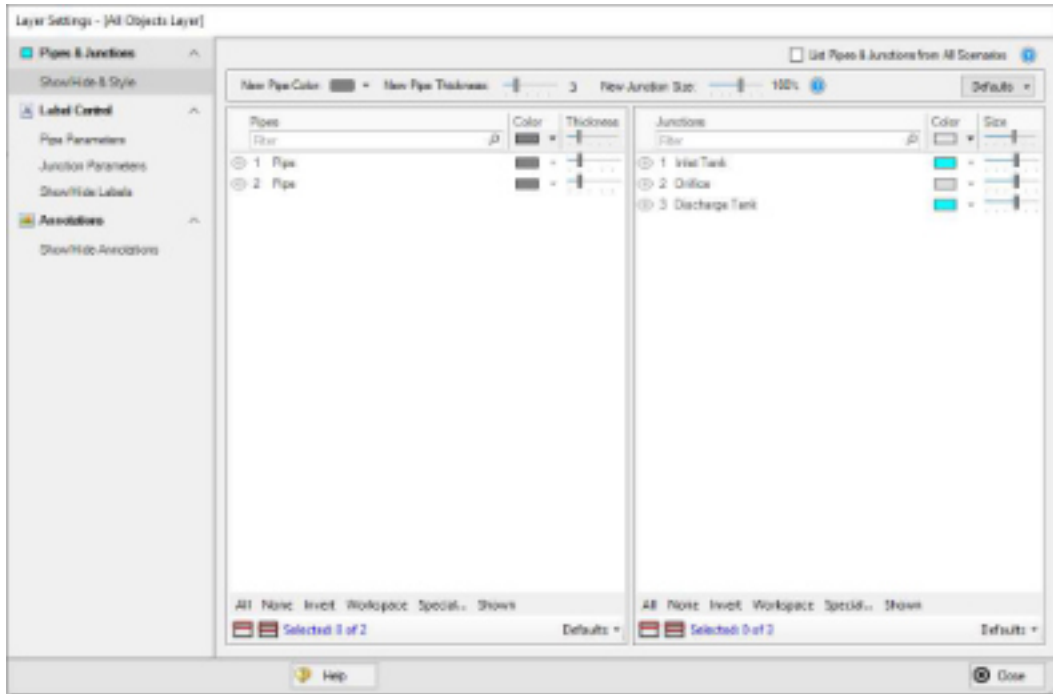 Layer Settings - [All Objects Layer]
Pipes & Junctions
Show/Hide & Style
Label Control
Pipe Parameters
Junction Parameters
Show/Hide Labels
Annotations
Show/Hide Annotations
List Pipes & Junctions from All Scenarios
New Pipe Color: New Pipe Thickness: 3 New Junction Size: 100% Defaults
Pipes Color Thickness
Filter
1 Pipe
2 Pipe
All None Invert Workspace Special... Shown
Selected: 0 of 2 Defaults
Junctions Color Size
Filter
1 Inlet Tank
2 Orifice
3 Discharge Tank
All None Invert Workspace Special... Shown
Selected: 0 of 3 Defaults
Help Close